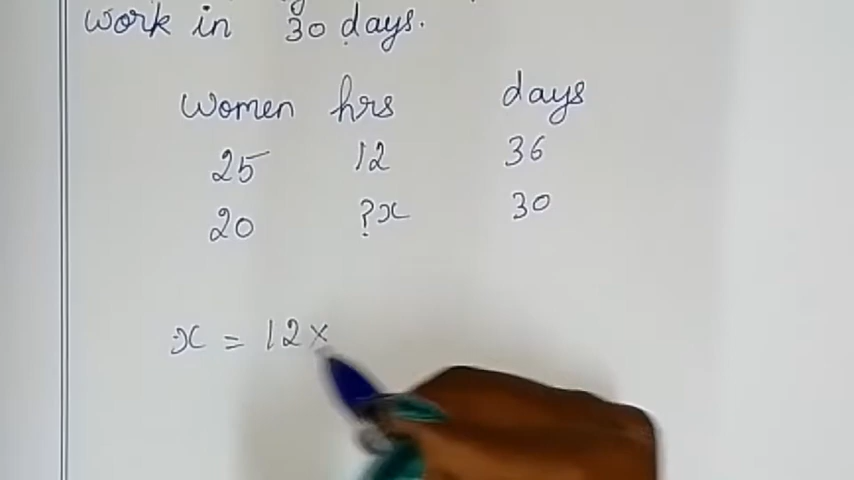 work in 30 days.
women hrs days
25 12 36
20 ?x 30
x = 12×